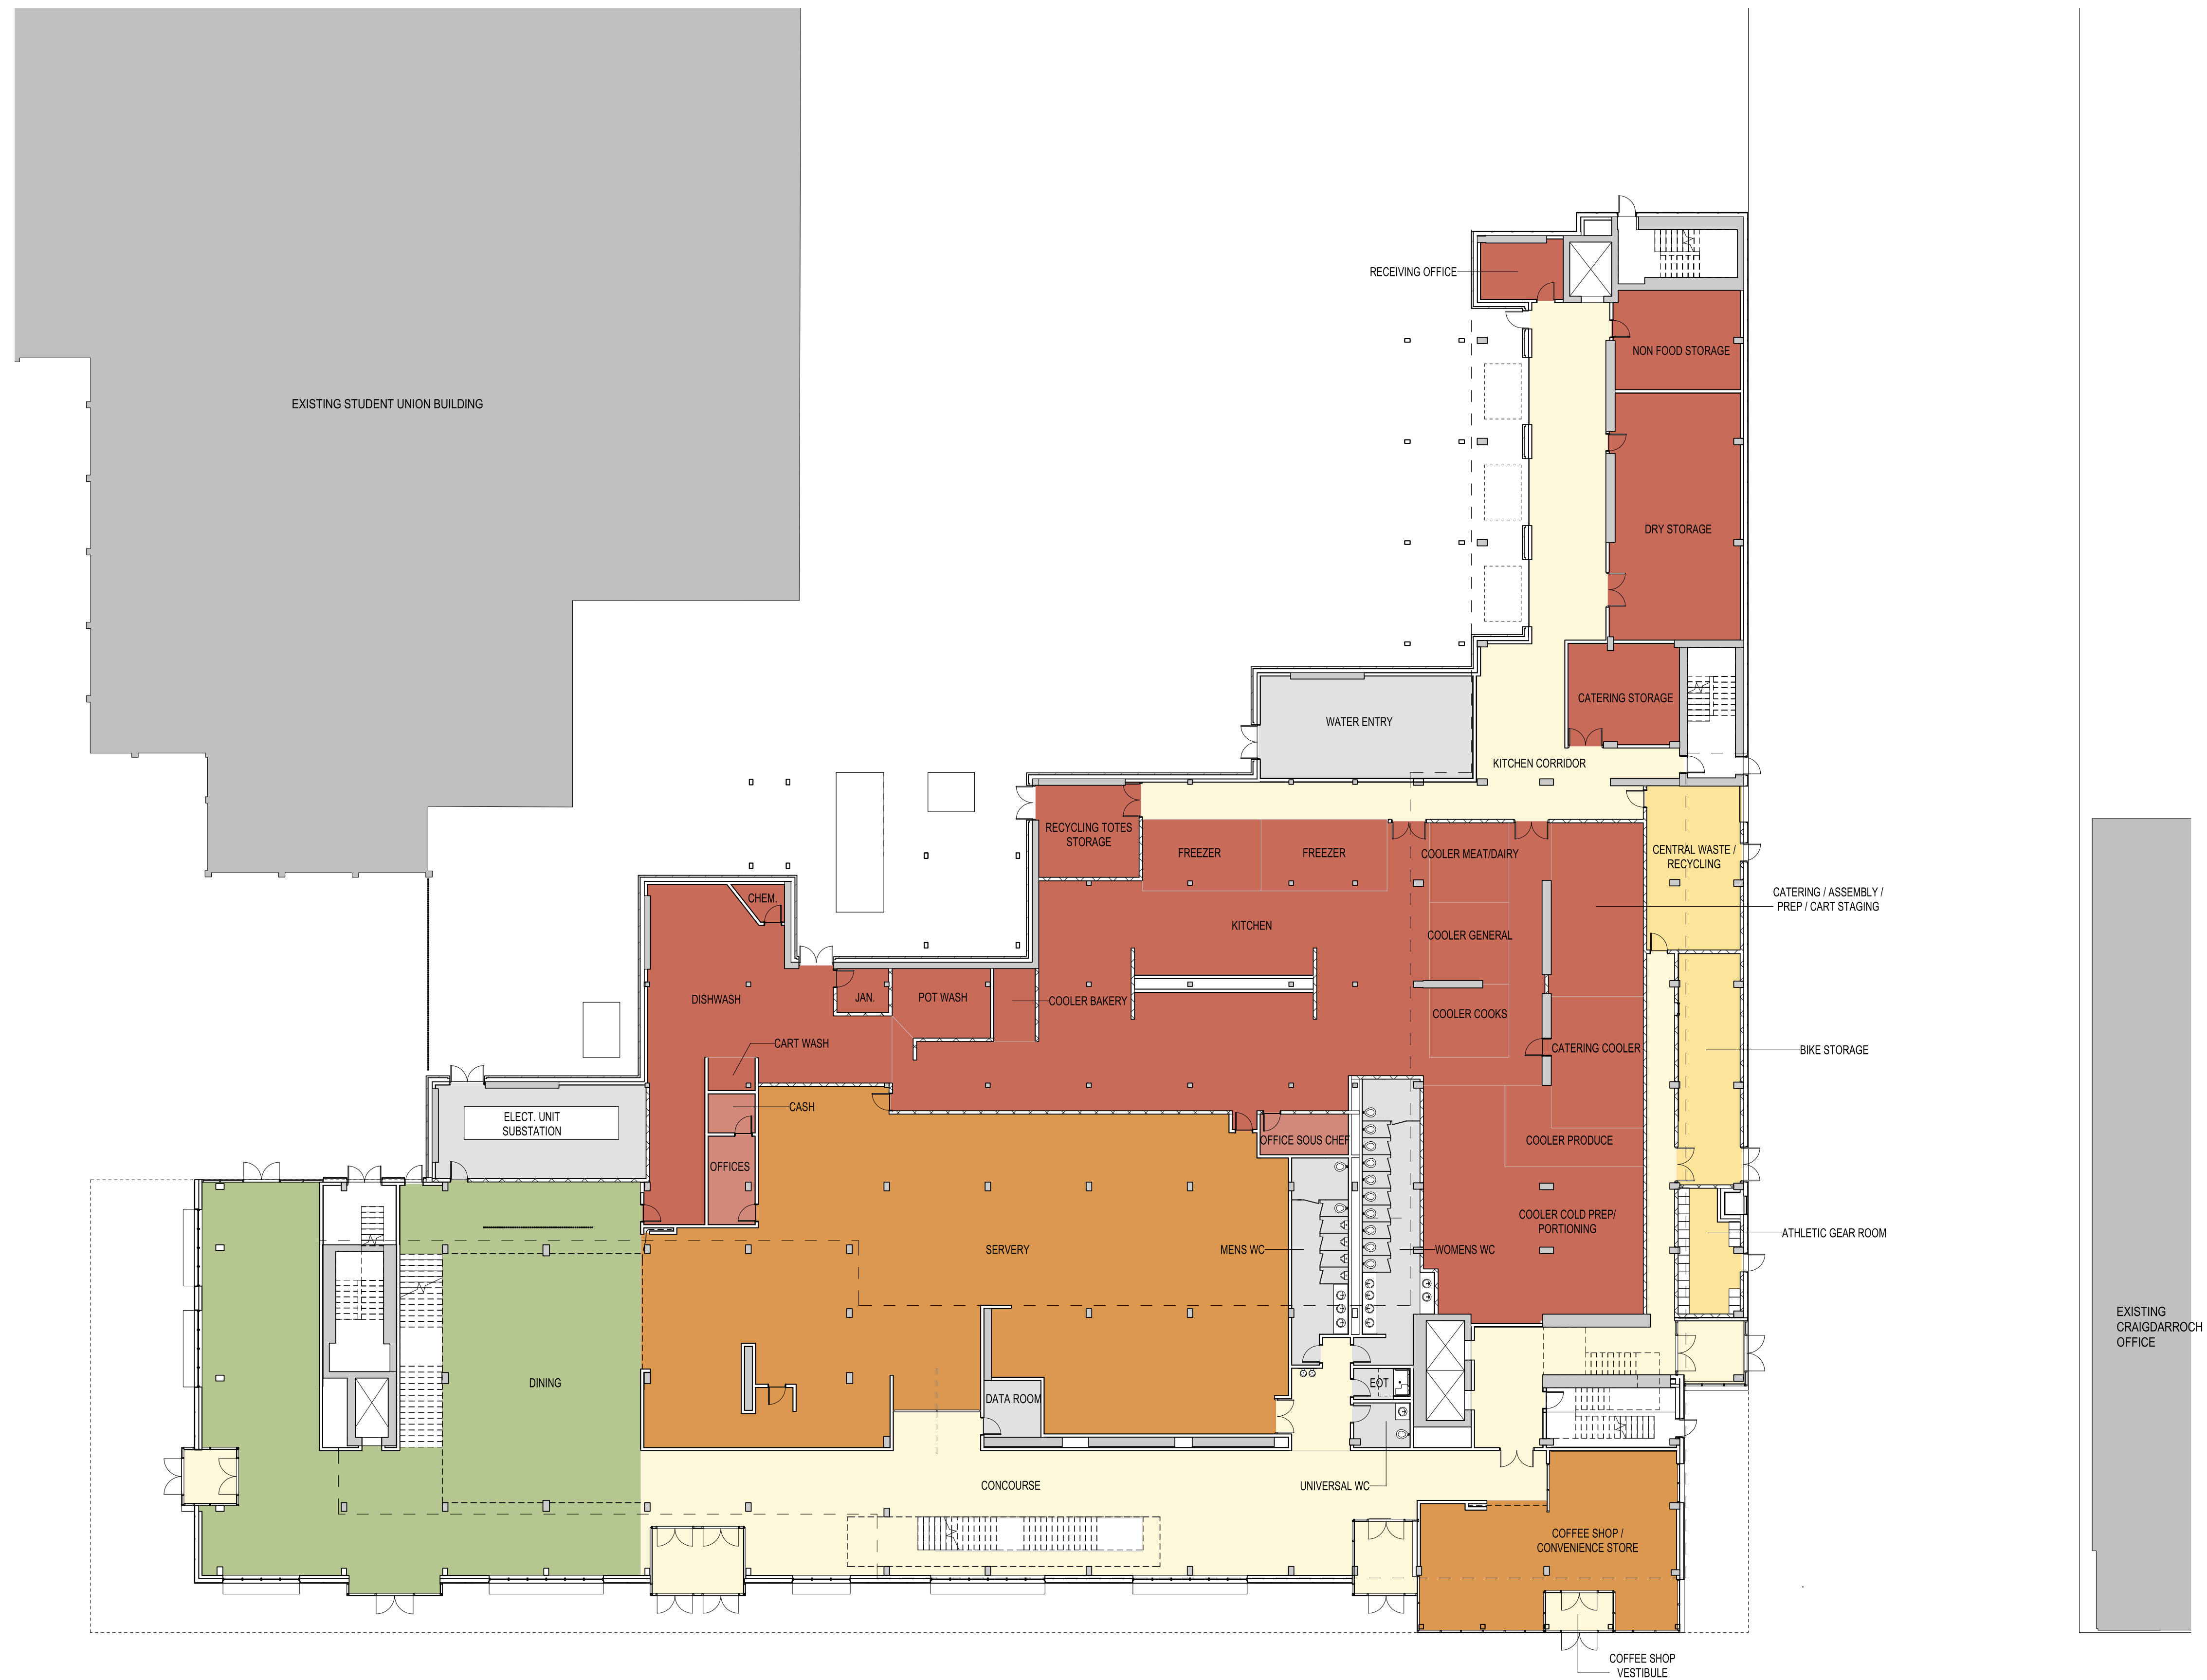 RECEIVING OFFICE
NON FOOD STORAGE
EXISTING STUDENT UNION BUILDING
DRY STORAGE
CATERING STORAGE
WATER ENTRY
KITCHEN CORRIDOR
RECYCLING TOTES
STORAGE
FREEZER
FREEZER
COOLER MEAT/DAIRY
CENTRAL WASTE /
RECYCLING
CATERING / ASSEMBLY /
PREP / CART STAGING
CHEM.
KITCHEN
COOLER GENERAL
DISHWASH
JAN.
POT WASH
COOLER BAKERY
COOLER COOKS
CART WASH
CATERING COOLER
BIKE STORAGE
CASH
ELECT. UNIT
SUBSTATION
OFFICE SOUS CHEF
COOLER PRODUCE
OFFICES
COOLER COLD PREP/
PORTIONING
SERVERY
MENS WC
WOMENS WC
ATHLETIC GEAR ROOM
EXISTING
CRAIGDARROCH
OFFICE
DINING
DATA ROOM
EOT
CONCOURSE
UNIVERSAL WC
COFFEE SHOP /
CONVENIENCE STORE
COFFEE SHOP
VESTIBULE